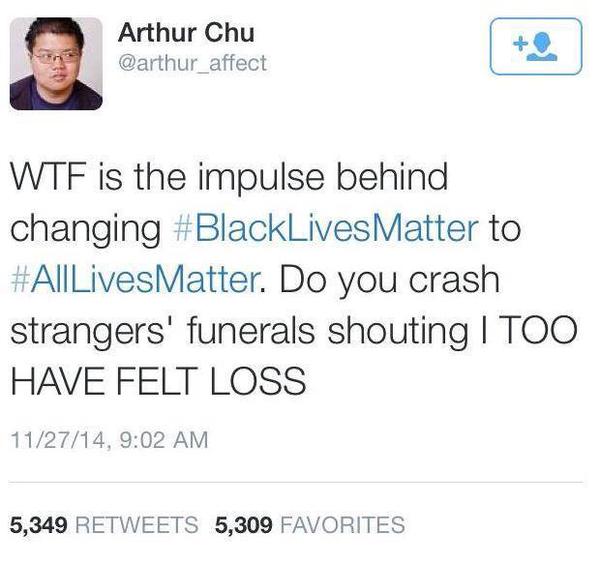 Arthur Chu
@arthur_affect
WTF is the impulse behind
changing #BlackLivesMatter to
#AllLivesMatter. Do you crash
strangers' funerals shouting I TOO
HAVE FELT LOSS
11/27/14, 9:02 AM
5,349 RETWEETS 5,309 FAVORITES